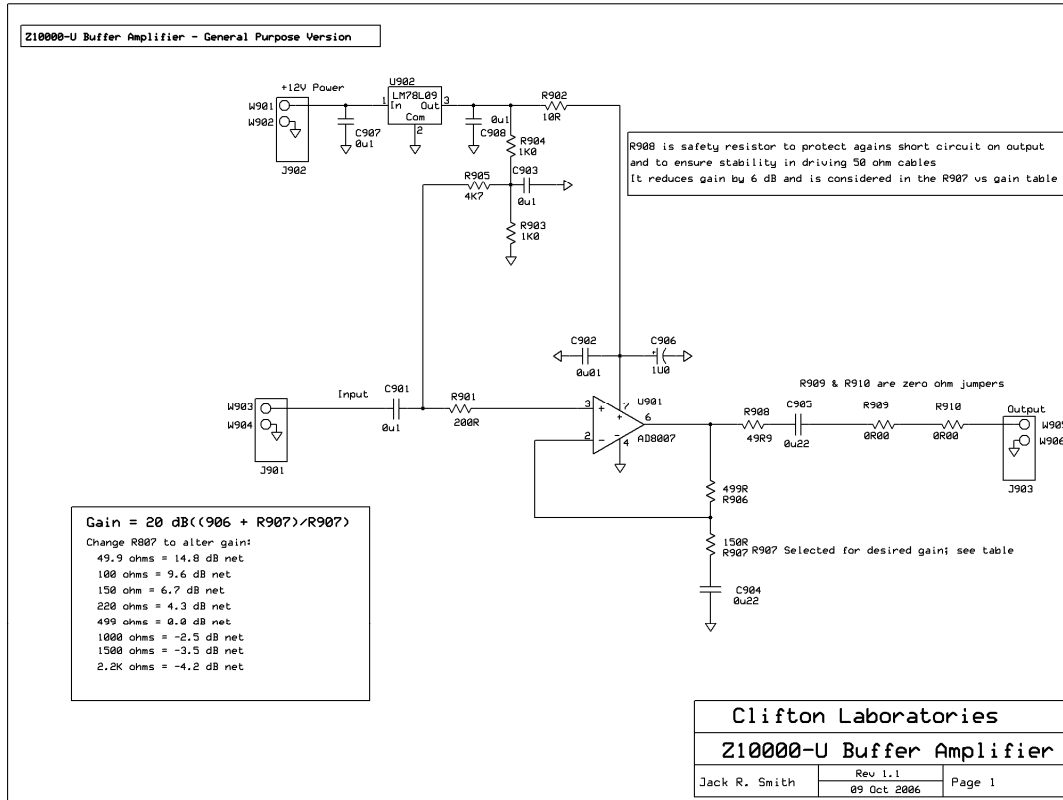 Z10000-U Buffer Amplifier - General Purpose Version
+12V Power
U902
LM78L09
1
In
Out
3
Com
2
W901
W902
J902
C907
0u1
C908
0u1
R902
10R
R904
1K0
R905
4K7
C903
0u1
R903
1K0
R908 is safety resistor to protect agains short circuit on output
and to ensure stability in driving 50 ohm cables
It reduces gain by 6 dB and is considered in the R907 vs gain table
C902
0u01
C906
+
1U0
R909 & R910 are zero ohm jumpers
Input
C901
0u1
W903
W904
J901
R901
200R
3
+
2
-
+
7
-
4
6
U901
AD8007
R908
49R9
C905
0u22
R909
0R00
R910
0R00
Output
W905
W906
J903
499R
R906
150R
R907
R907 Selected for desired gain; see table
C904
0u22
Gain = 20 dB((906 + R907)/R907)
Change R807 to alter gain:
49.9 ohms = 14.8 dB net
100 ohms = 9.6 dB net
150 ohm = 6.7 dB net
220 ohms = 4.3 dB net
499 ohms = 0.0 dB net
1000 ohms = -2.5 dB net
1500 ohms = -3.5 dB net
2.2K ohms = -4.2 dB net
Clifton Laboratories
Z10000-U Buffer Amplifier
Jack R. Smith
Rev 1.1
09 Oct 2006
Page 1